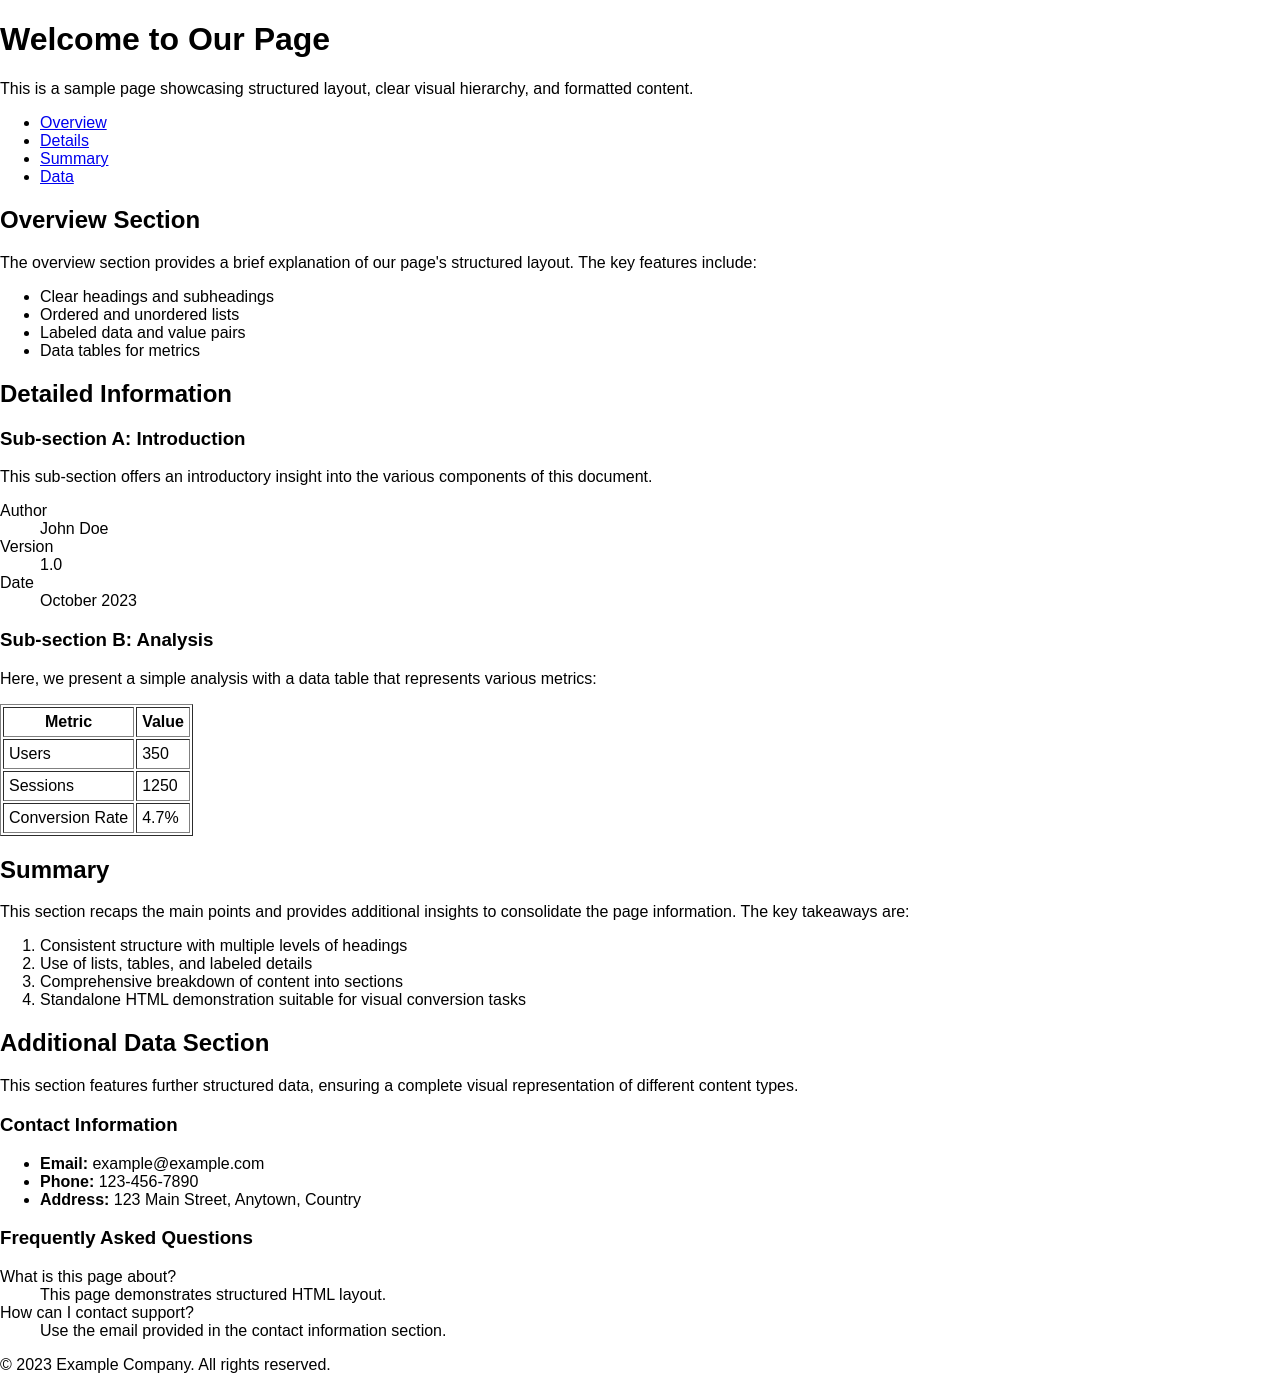 Welcome to Our Page
This is a sample page showcasing structured layout, clear visual hierarchy, and formatted content.
Overview
Details
Summary
Data
Overview Section
The overview section provides a brief explanation of our page's structured layout. The key features include:
Clear headings and subheadings
Ordered and unordered lists
Labeled data and value pairs
Data tables for metrics
Detailed Information
Sub-section A: Introduction
This sub-section offers an introductory insight into the various components of this document.
Author
John Doe
Version
1.0
Date
October 2023
Sub-section B: Analysis
Here, we present a simple analysis with a data table that represents various metrics:
Metric Value
Users 350
Sessions 1250
Conversion Rate 4.7%
Summary
This section recaps the main points and provides additional insights to consolidate the page information. The key takeaways are:
1. Consistent structure with multiple levels of headings
2. Use of lists, tables, and labeled details
3. Comprehensive breakdown of content into sections
4. Standalone HTML demonstration suitable for visual conversion tasks
Additional Data Section
This section features further structured data, ensuring a complete visual representation of different content types.
Contact Information
Email: example@example.com
Phone: 123-456-7890
Address: 123 Main Street, Anytown, Country
Frequently Asked Questions
What is this page about?
This page demonstrates structured HTML layout.
How can I contact support?
Use the email provided in the contact information section.
© 2023 Example Company. All rights reserved.